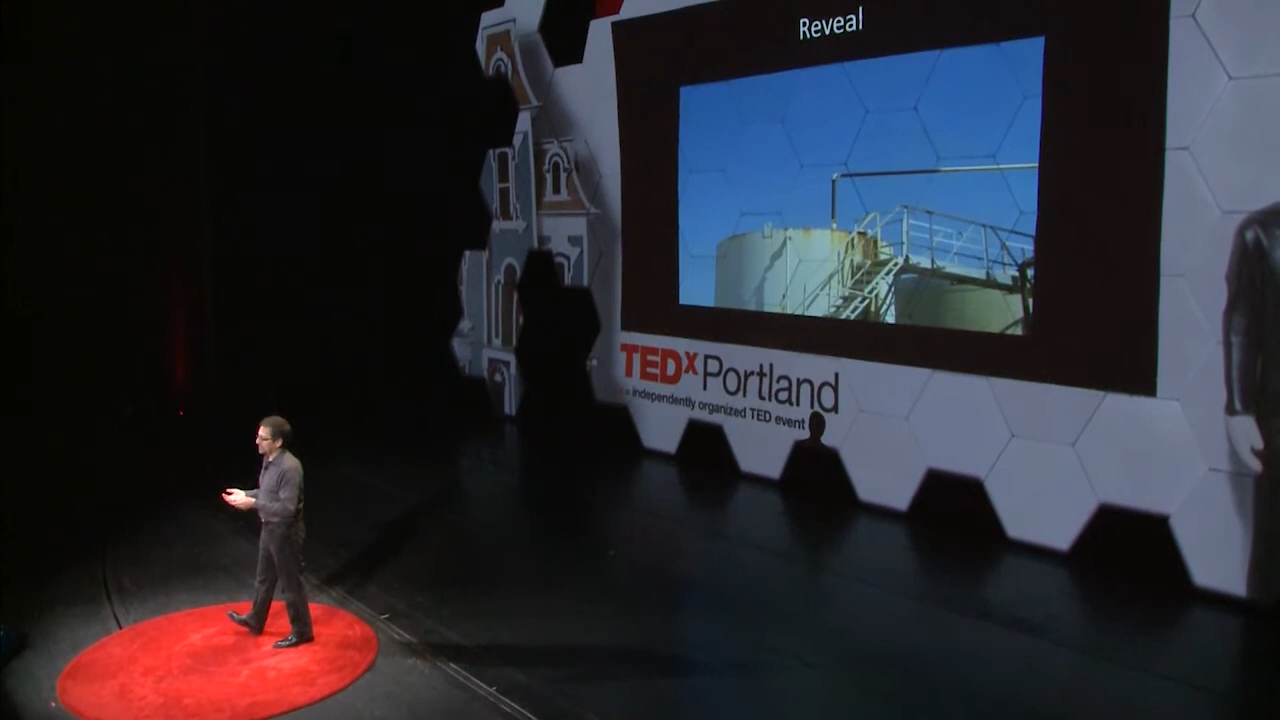 Reveal
TEDx Portland
x = independently organized TED event